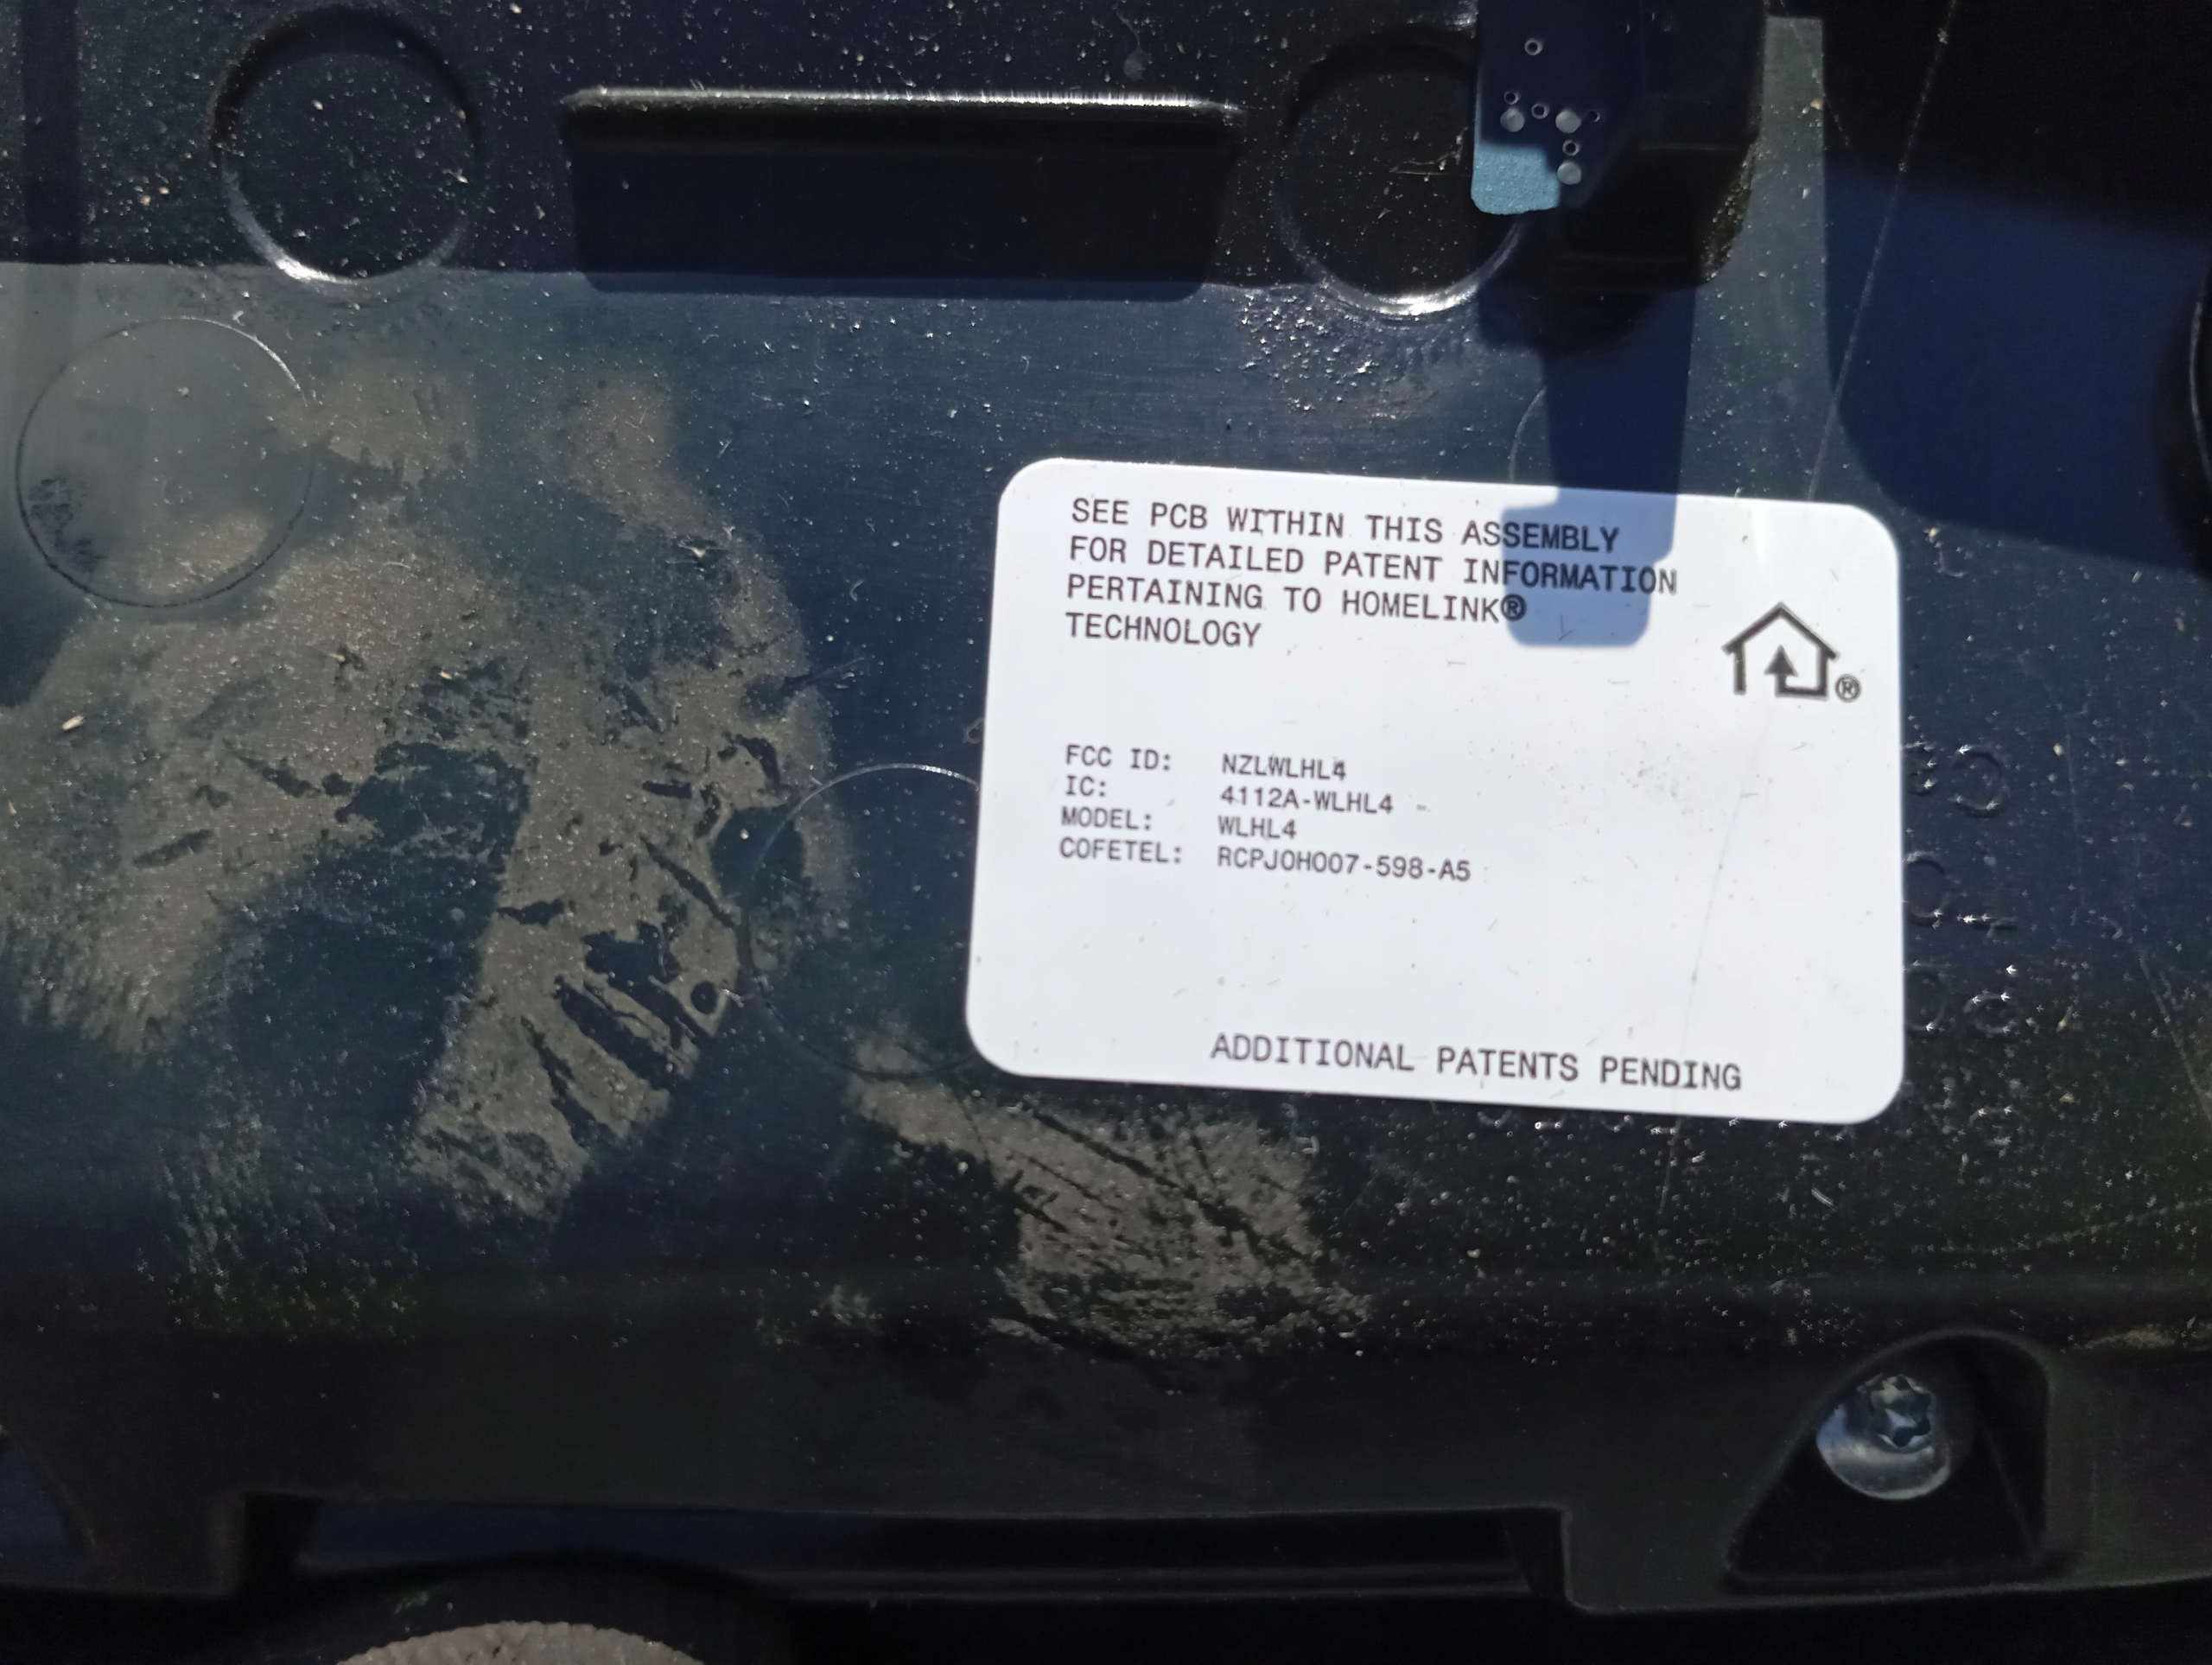 SEE PCB WITHIN THIS ASSEMBLY
FOR DETAILED PATENT INFORMATION
PERTAINING TO HOMELINK®
TECHNOLOGY
®
FCC ID: NZLWLHL4
IC: 4112A-WLHL4
MODEL: WLHL4
COFETEL: RCPJOHO07-598-A5
ADDITIONAL PATENTS PENDING